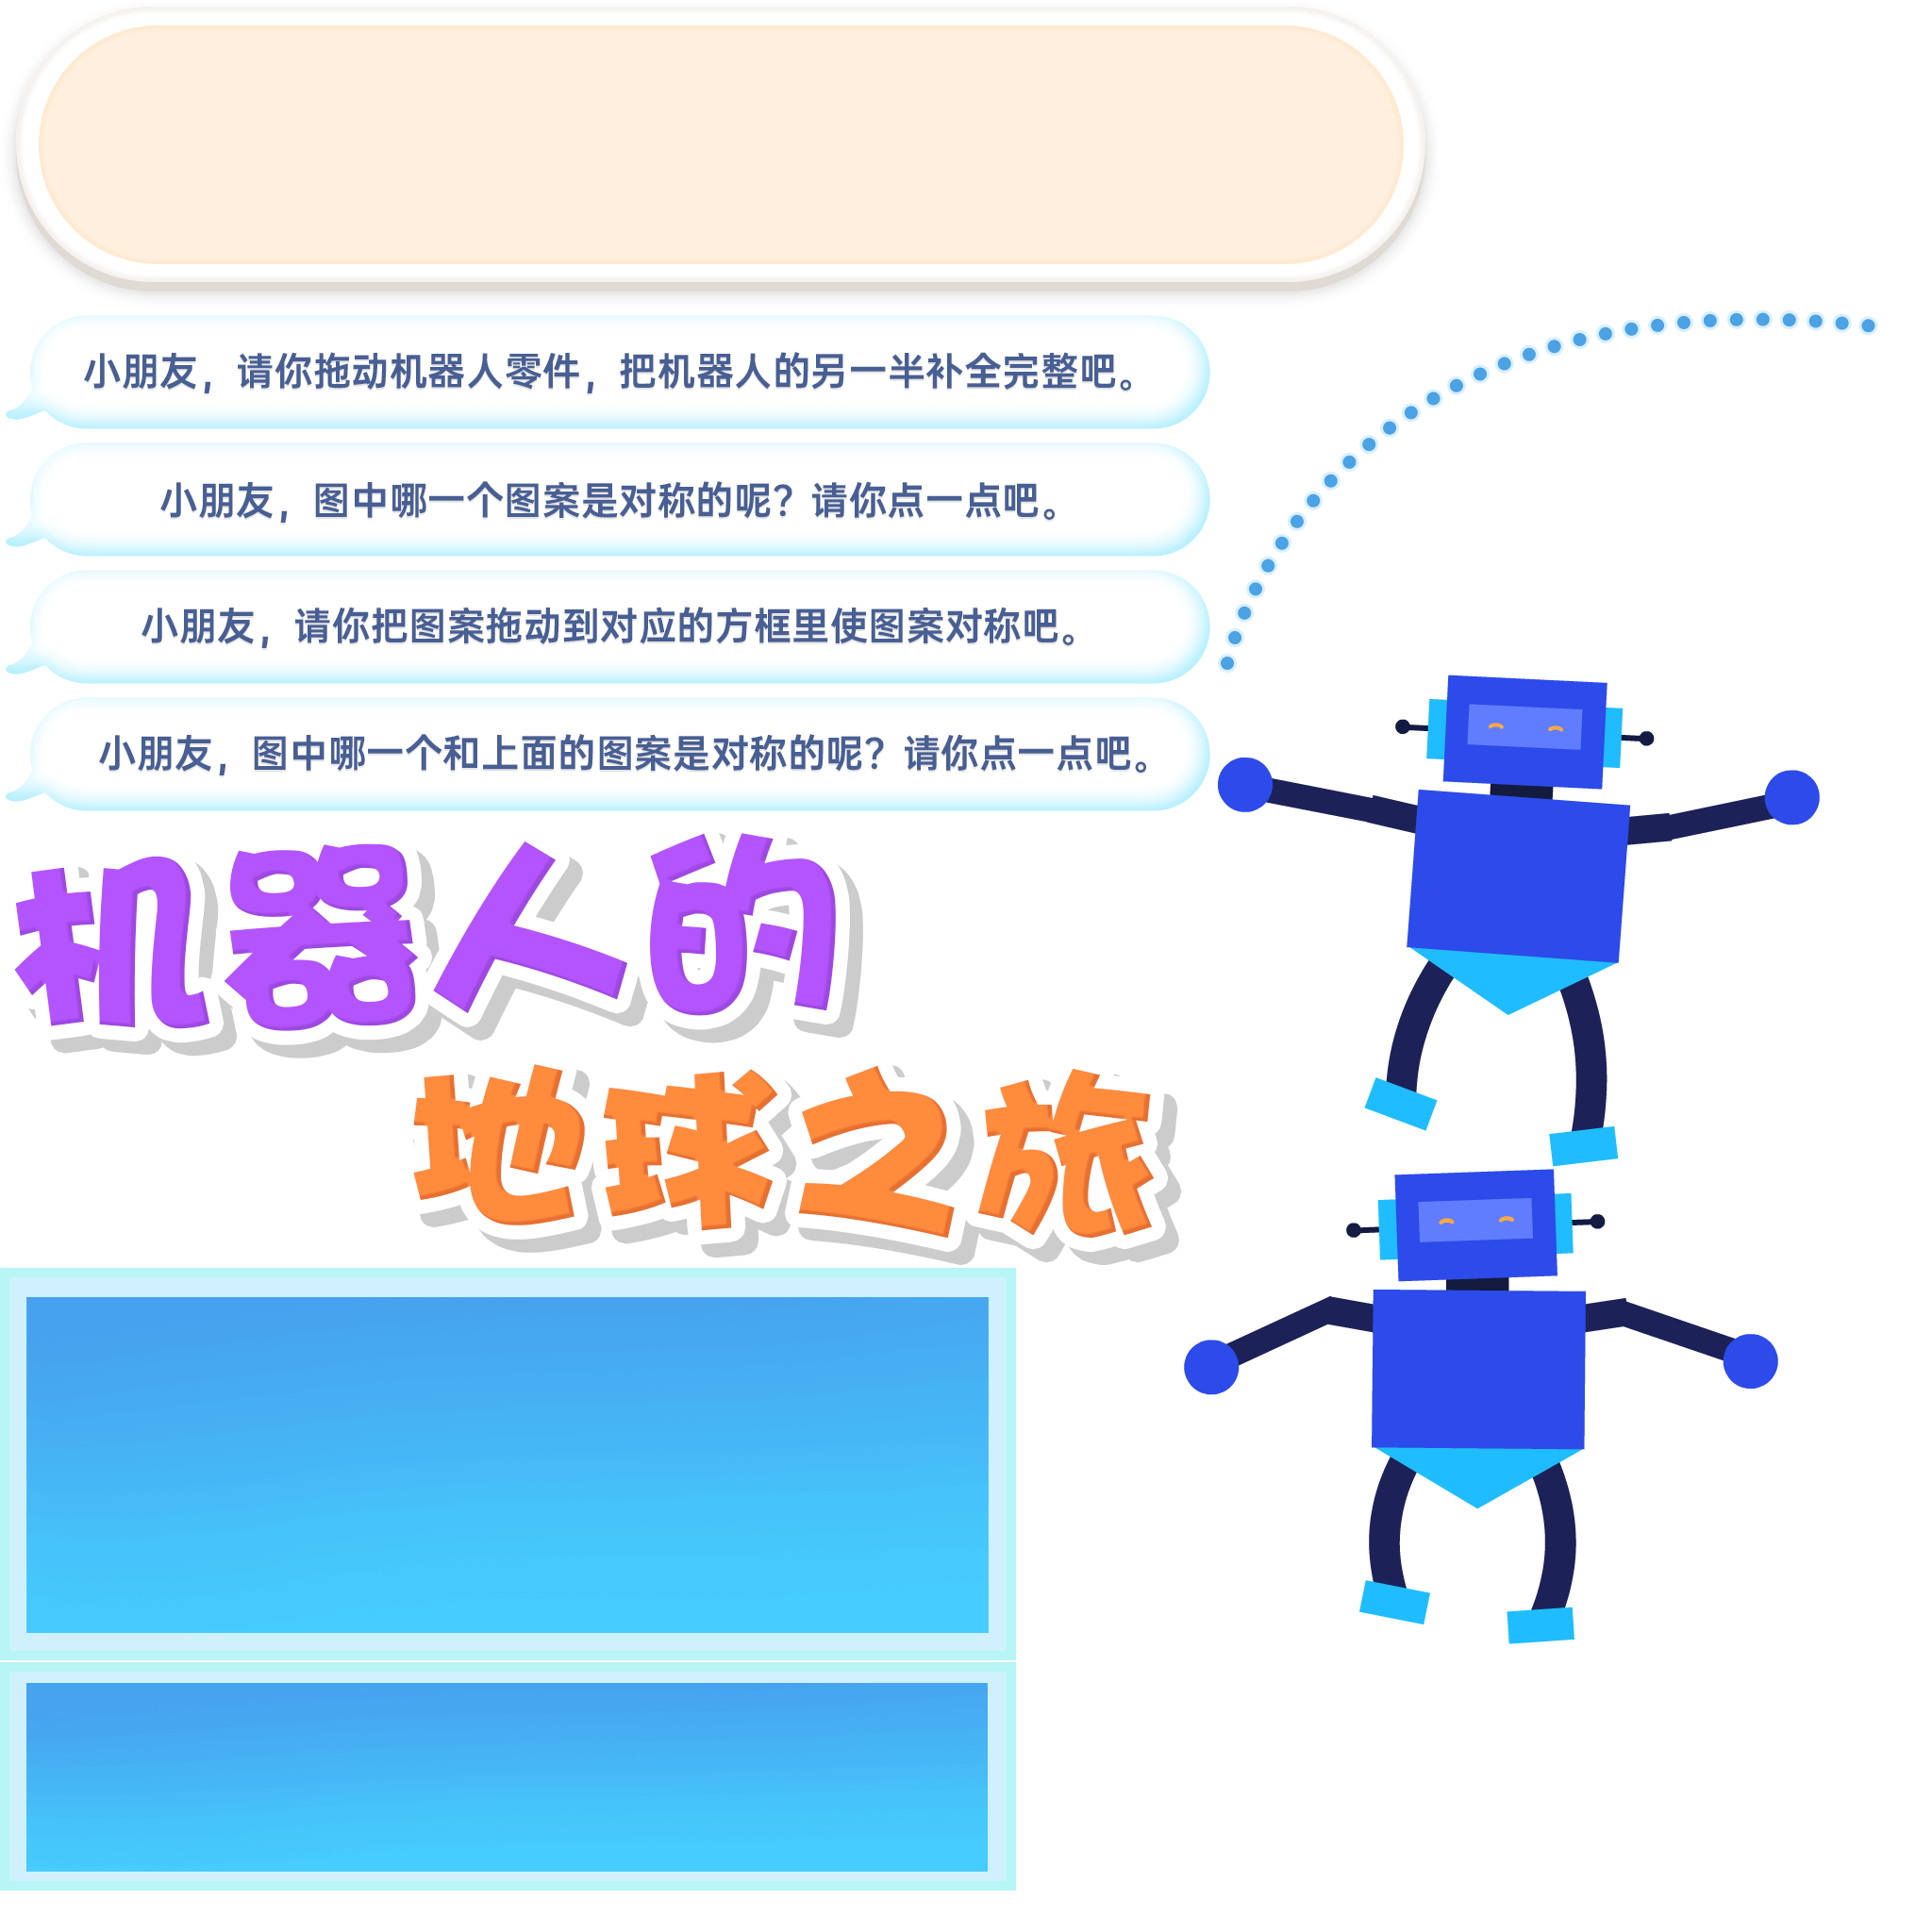 小朋友，请你拖动机器人零件，把机器人的另一半补全完整吧。
小朋友，图中哪一个图案是对称的呢？请你点一点吧。
小朋友，请你把图案拖动到对应的方框里使图案对称吧。
小朋友，图中哪一个和上面的图案是对称的呢？请你点一点吧。
机器人的
地球之旅